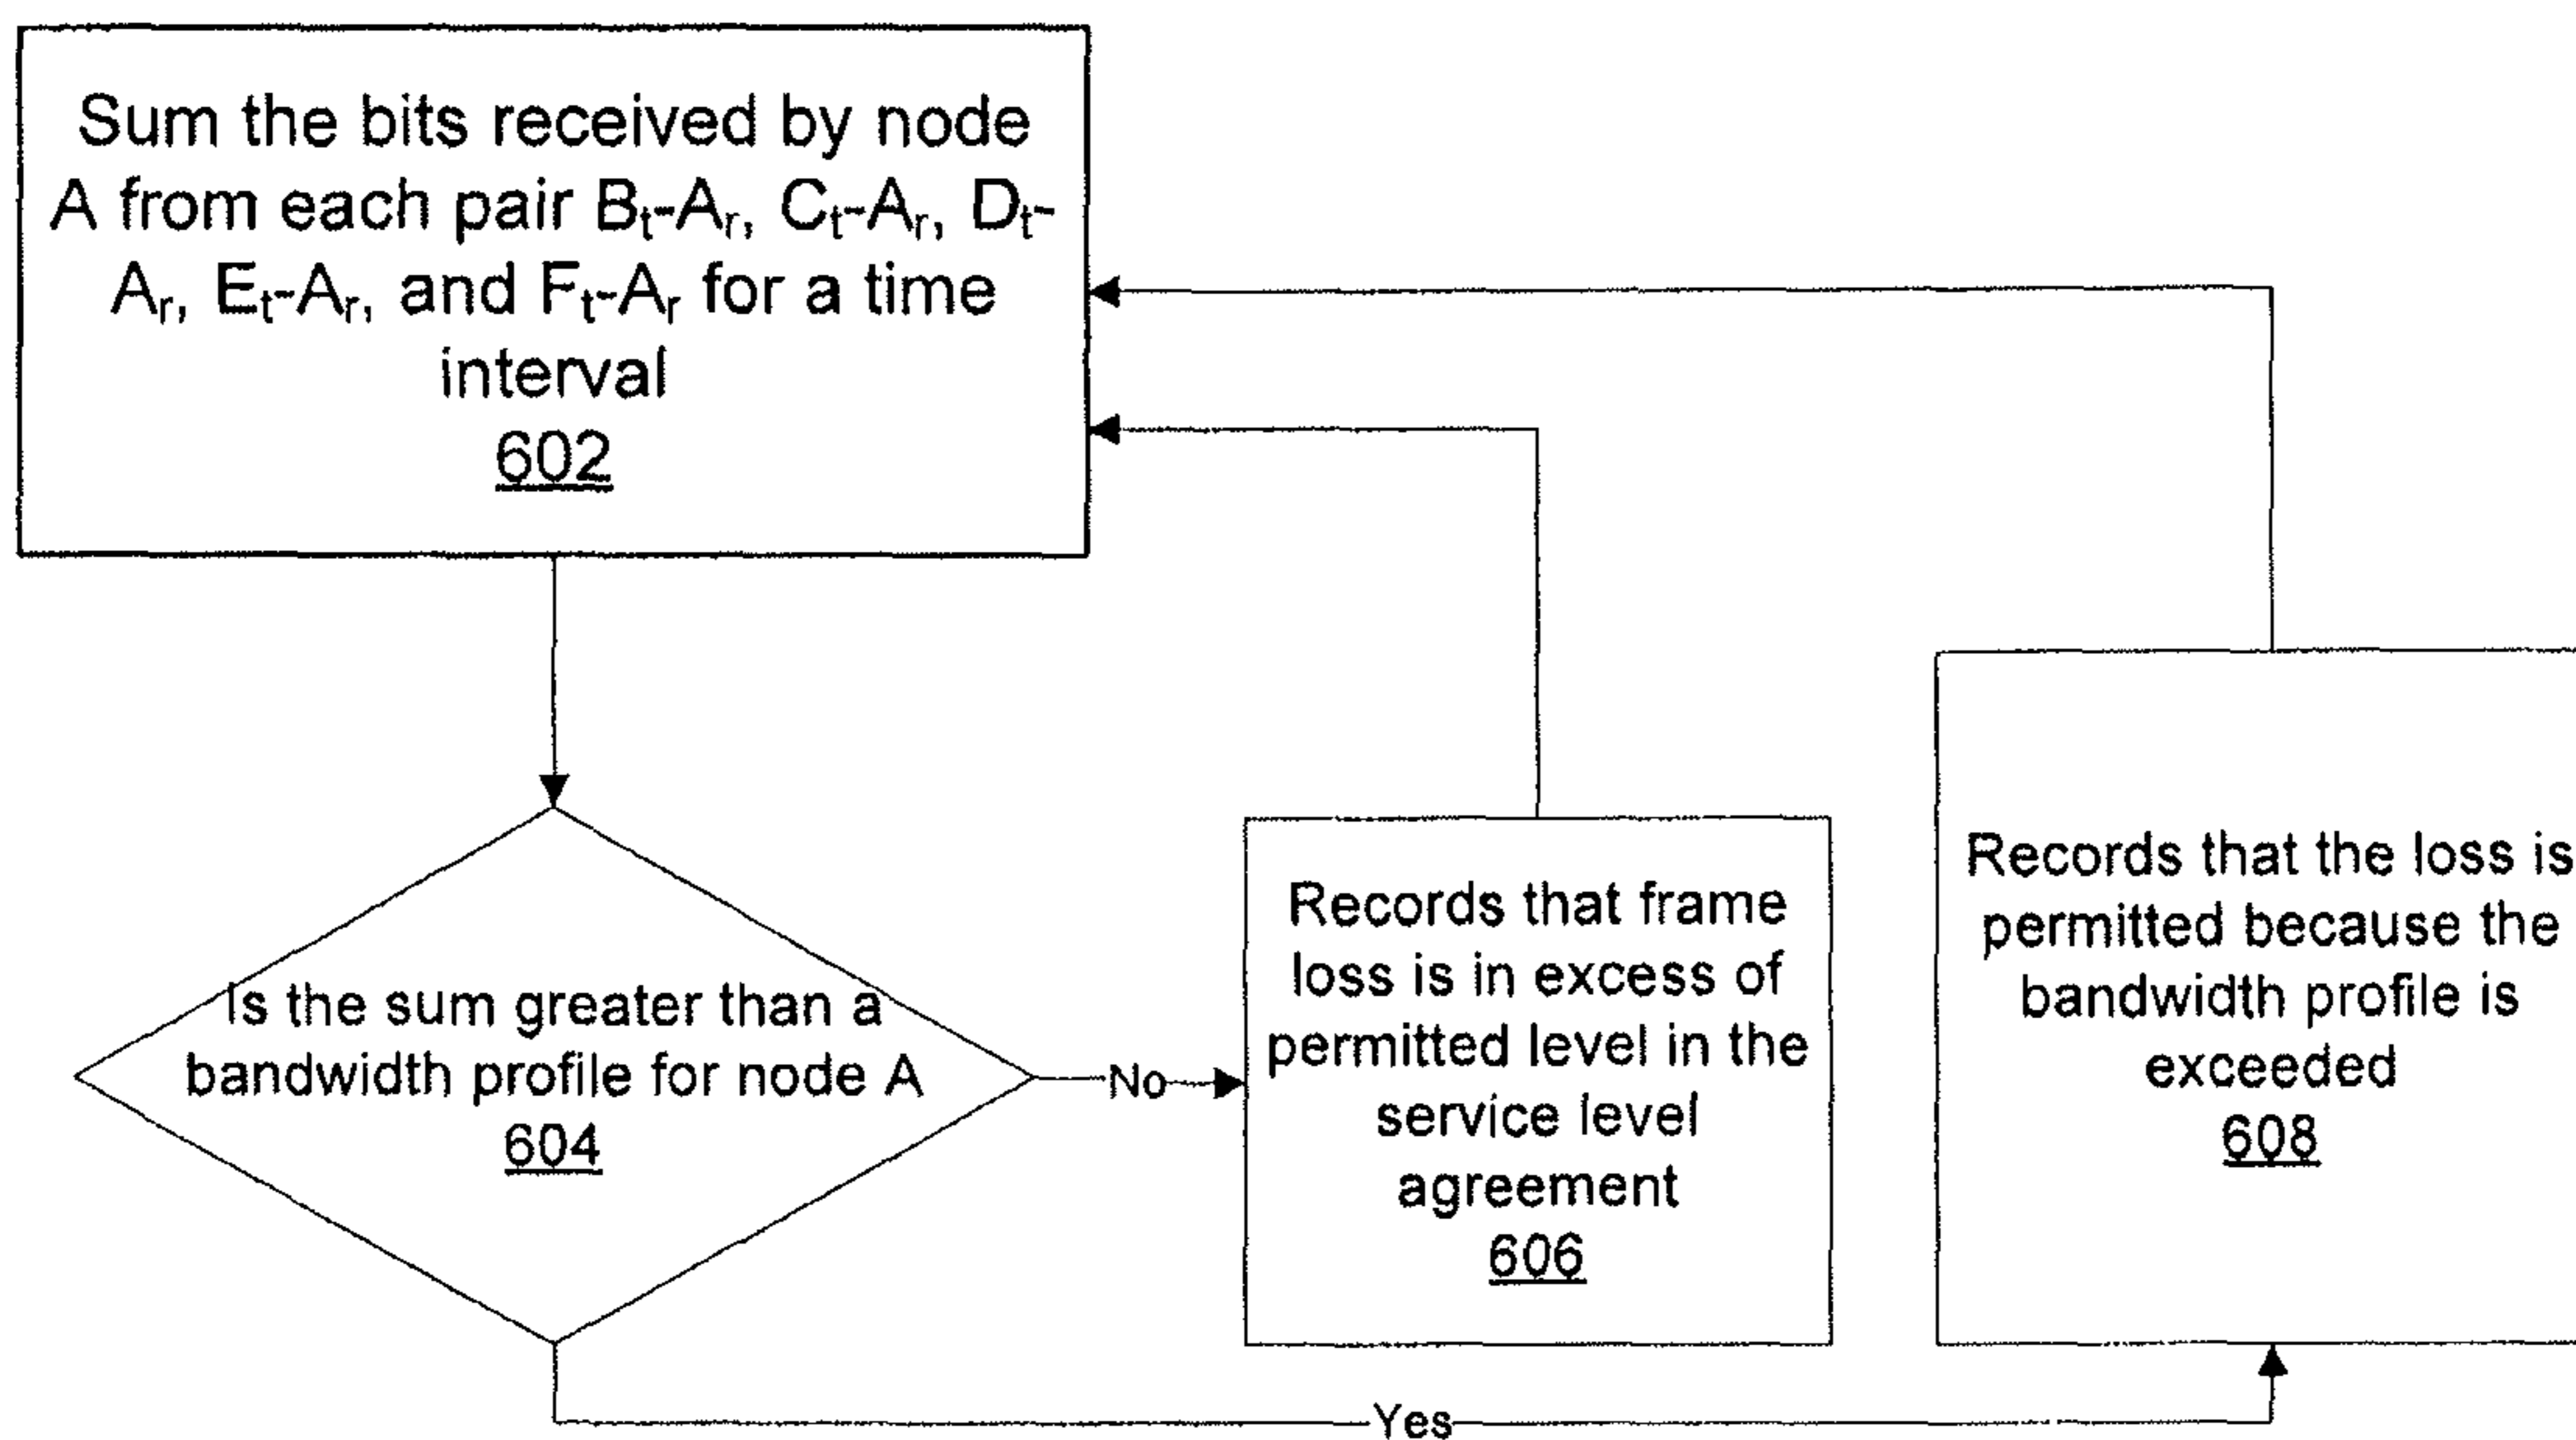 Sum the bits received by node
A from each pair Bt-Ar, Ct-Ar, Dt-
Ar, Et-Ar, and Ft-Ar for a time
interval
602
Is the sum greater than a
bandwidth profile for node A
604
No
Records that frame
loss is in excess of
permitted level in the
service level
agreement
606
Records that the loss is
permitted because the
bandwidth profile is
exceeded
608
Yes